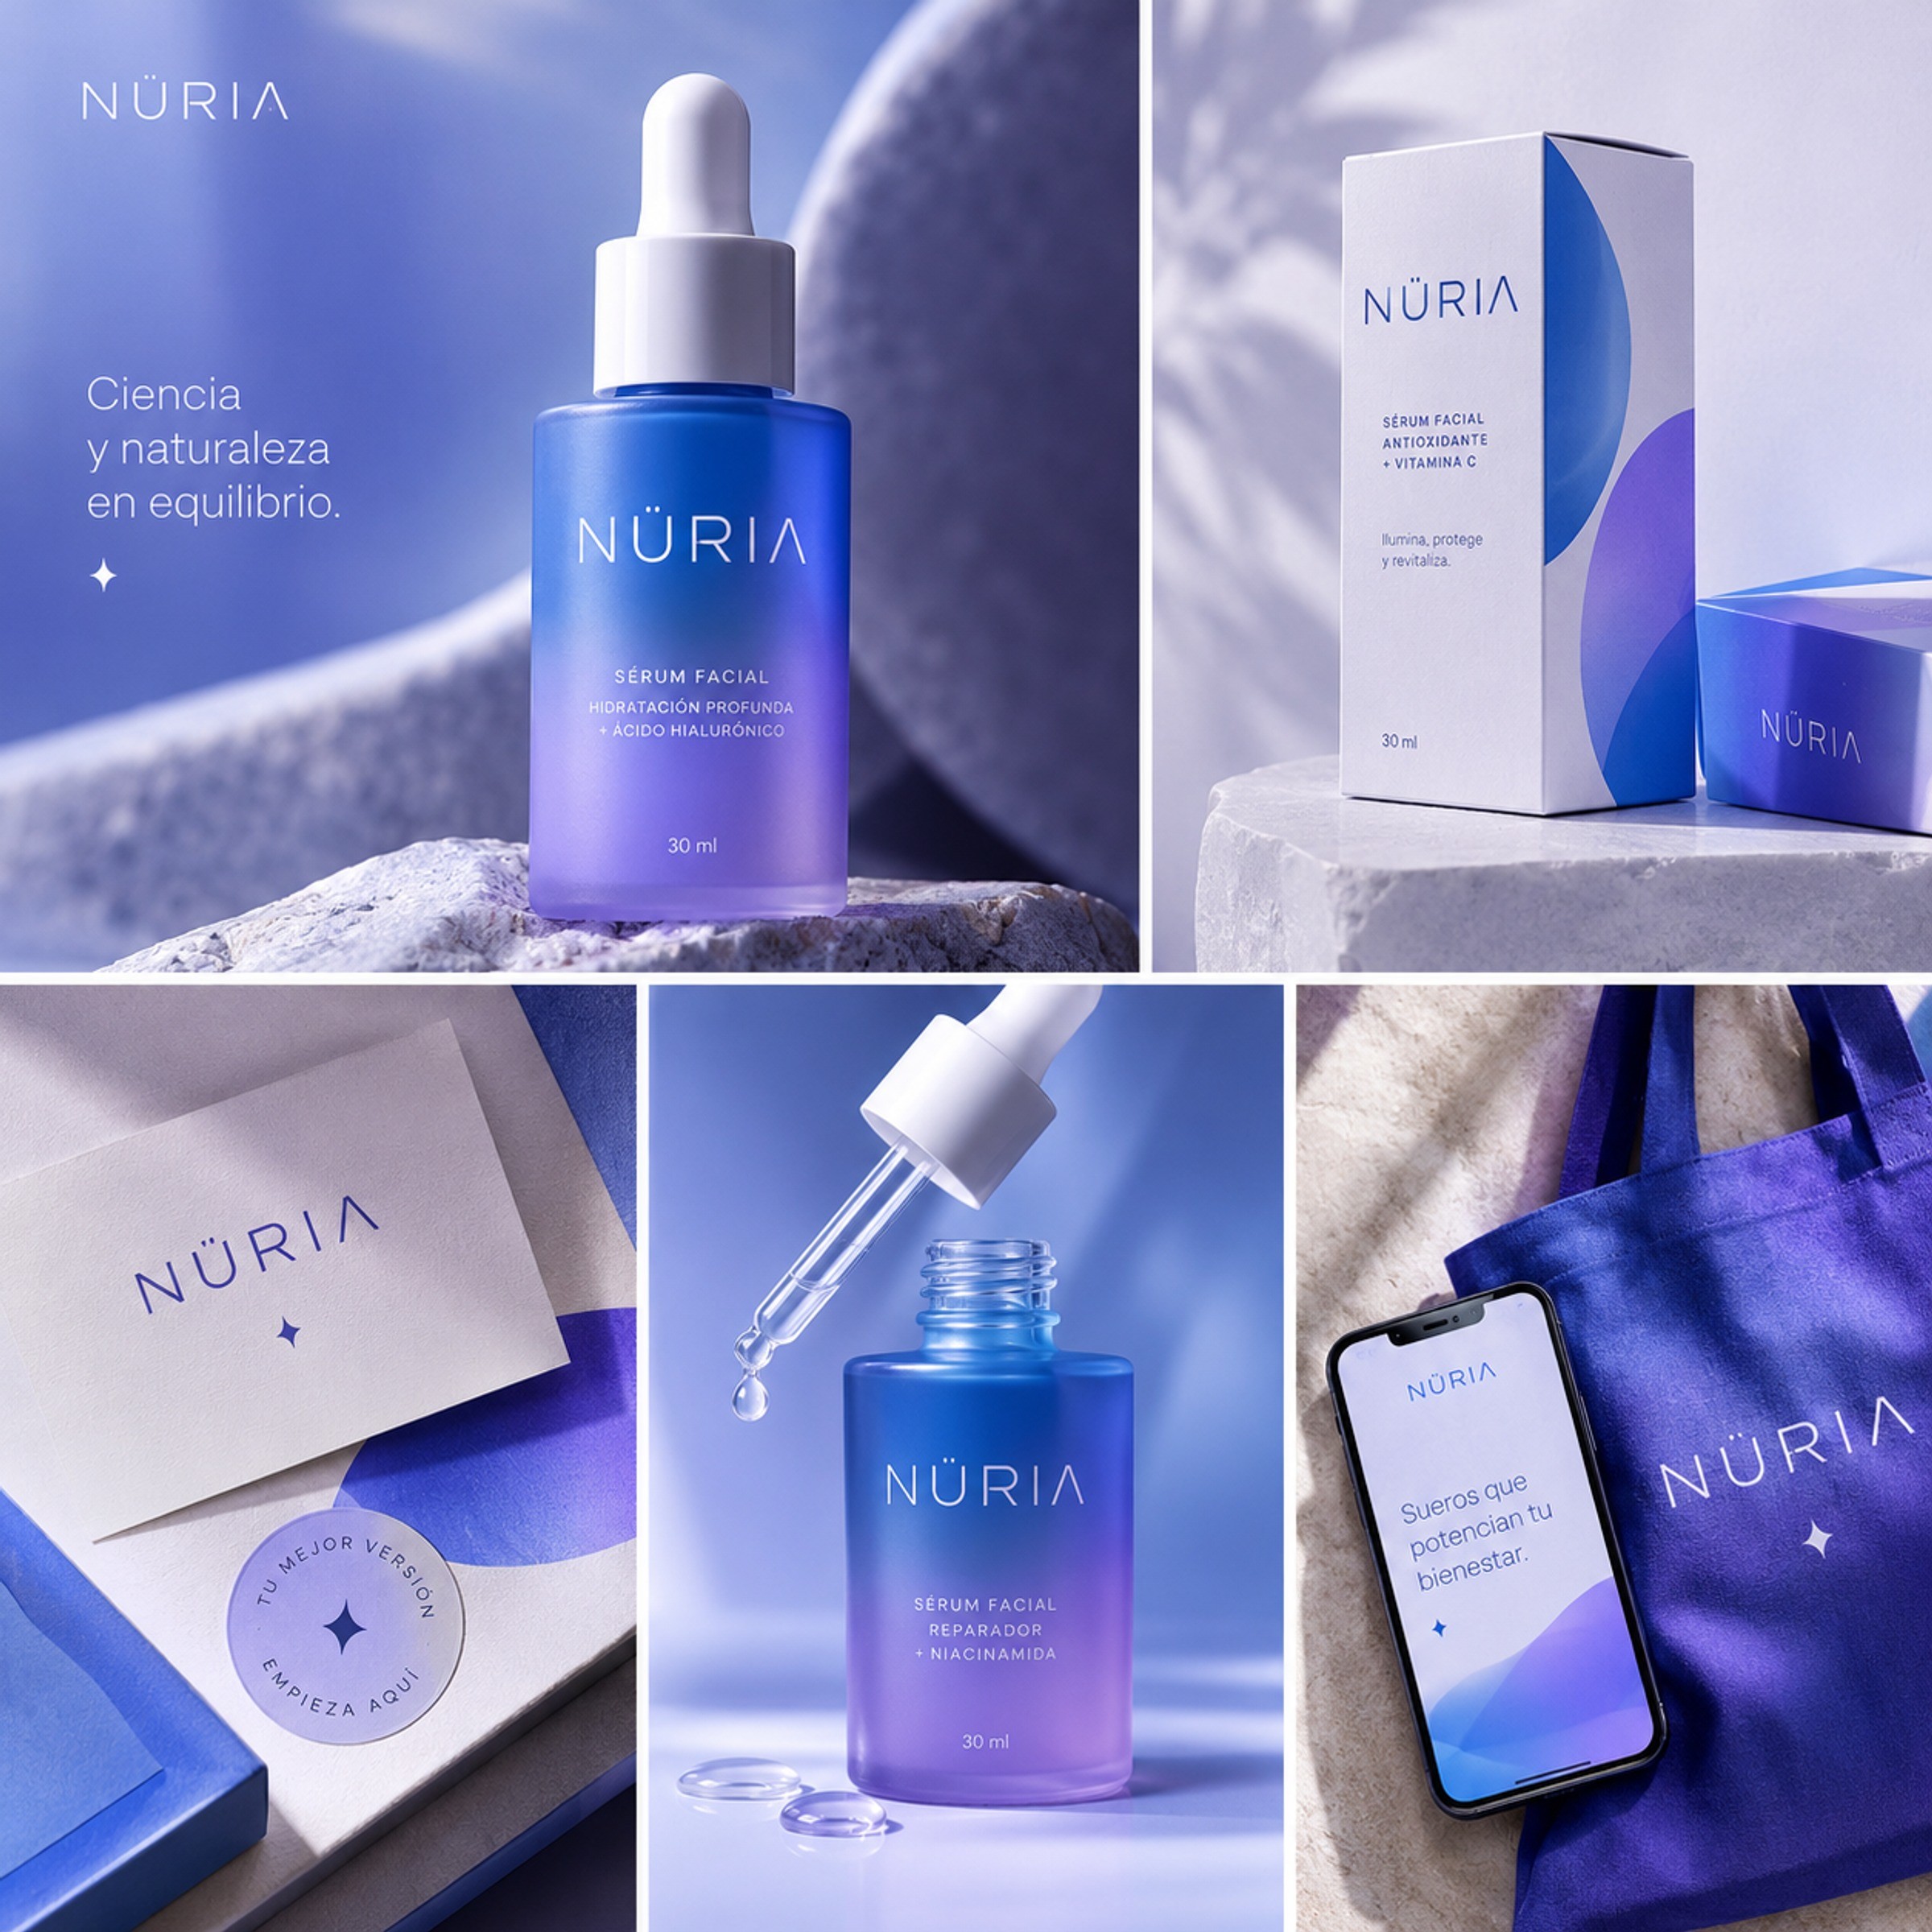 NÜRIA
Ciencia
y naturaleza
en equilibrio.
NÜRIA
SÉRUM FACIAL
HIDRATACIÓN PROFUNDA
+ ÁCIDO HIALURÓNICO
30 ml
NÜRIA
SÉRUM FACIAL
ANTIOXIDANTE
+ VITAMINA C
Ilumina, protege
y revitaliza.
30 ml
NÜRIA
NÜRIA
TU MEJOR VERSIÓN
EMPIEZA AQUÍ
NÜRIA
SÉRUM FACIAL
REPARADOR
+ NIACINAMIDA
30 ml
NÜRIA
Sueros que
potencian tu
bienestar.
NÜRIA